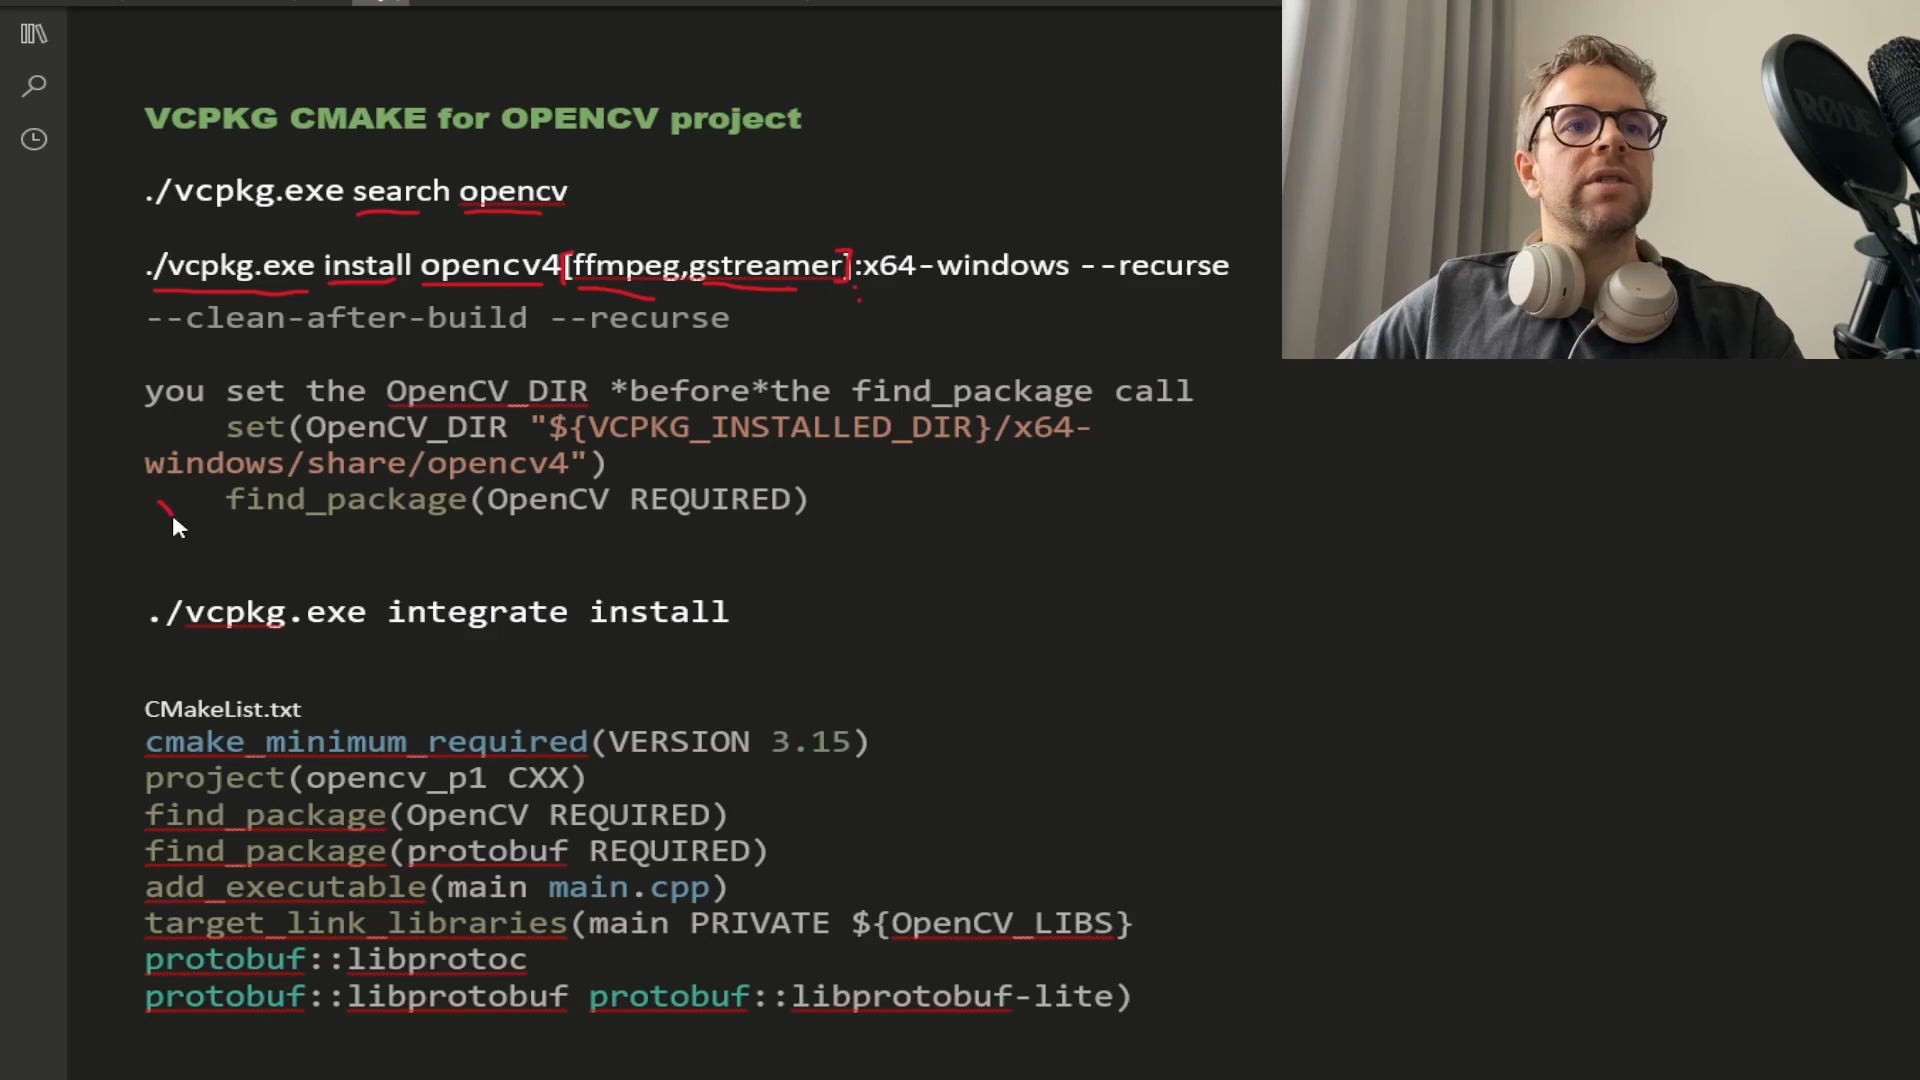 VCPKG CMAKE for OPENCV project
./vcpkg.exe search opencv
./vcpkg.exe install opencv4[ffmpeg,gstreamer]:x64-windows --recurse
--clean-after-build --recurse
you set the OpenCV_DIR *before*the find_package call
set(OpenCV_DIR "${VCPKG_INSTALLED_DIR}/x64-
windows/share/opencv4")
find_package(OpenCV REQUIRED)
./vcpkg.exe integrate install
CMakeList.txt
cmake_minimum_required(VERSION 3.15)
project(opencv_p1 CXX)
find_package(OpenCV REQUIRED)
find_package(protobuf REQUIRED)
add_executable(main main.cpp)
target_link_libraries(main PRIVATE ${OpenCV_LIBS}
protobuf::libprotoc
protobuf::libprotobuf protobuf::libprotobuf-lite)
RØDE